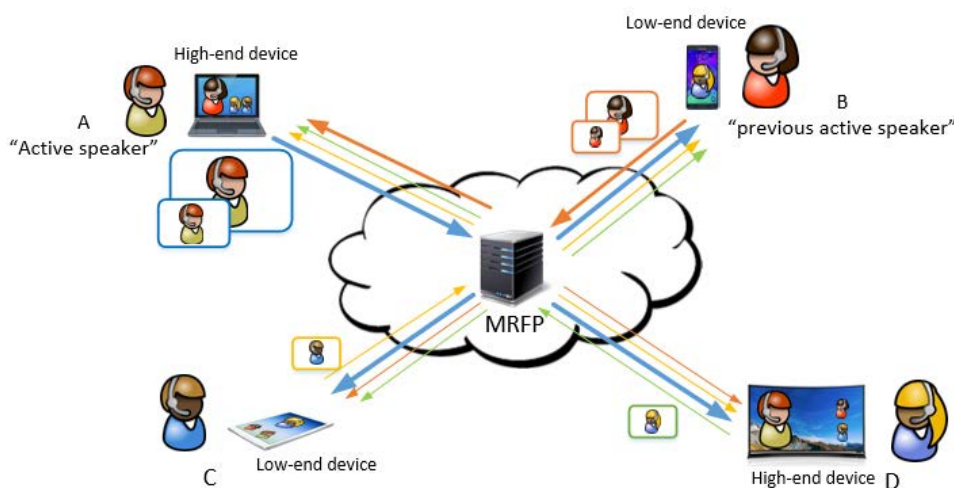 Low-end device
High-end device
A
"Active speaker"
B
"previous active speaker"
MRFP
C
Low-end device
High-end device
D